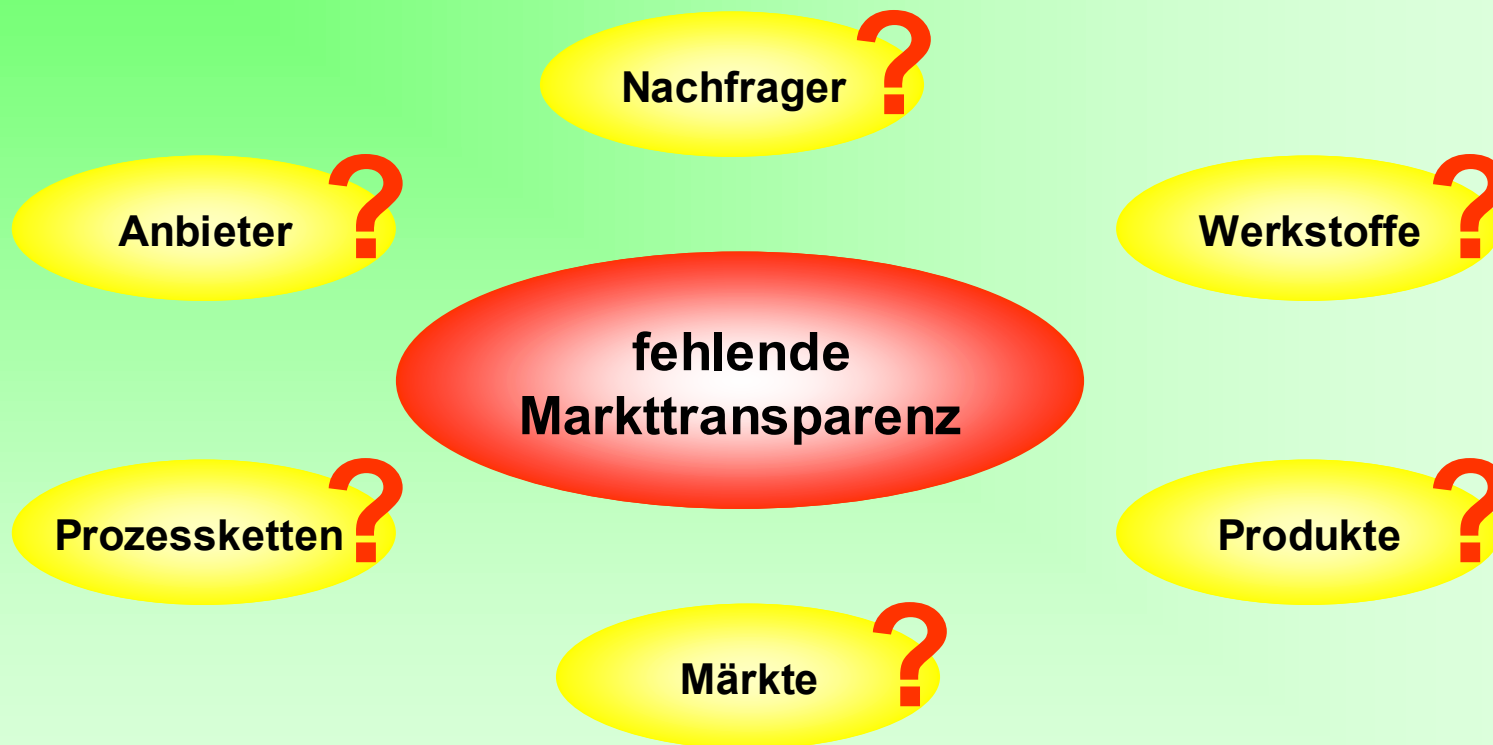 Nachfrager ?
Anbieter ?
Werkstoffe ?
fehlende
Markttransparenz
Prozessketten ?
Produkte ?
Märkte ?